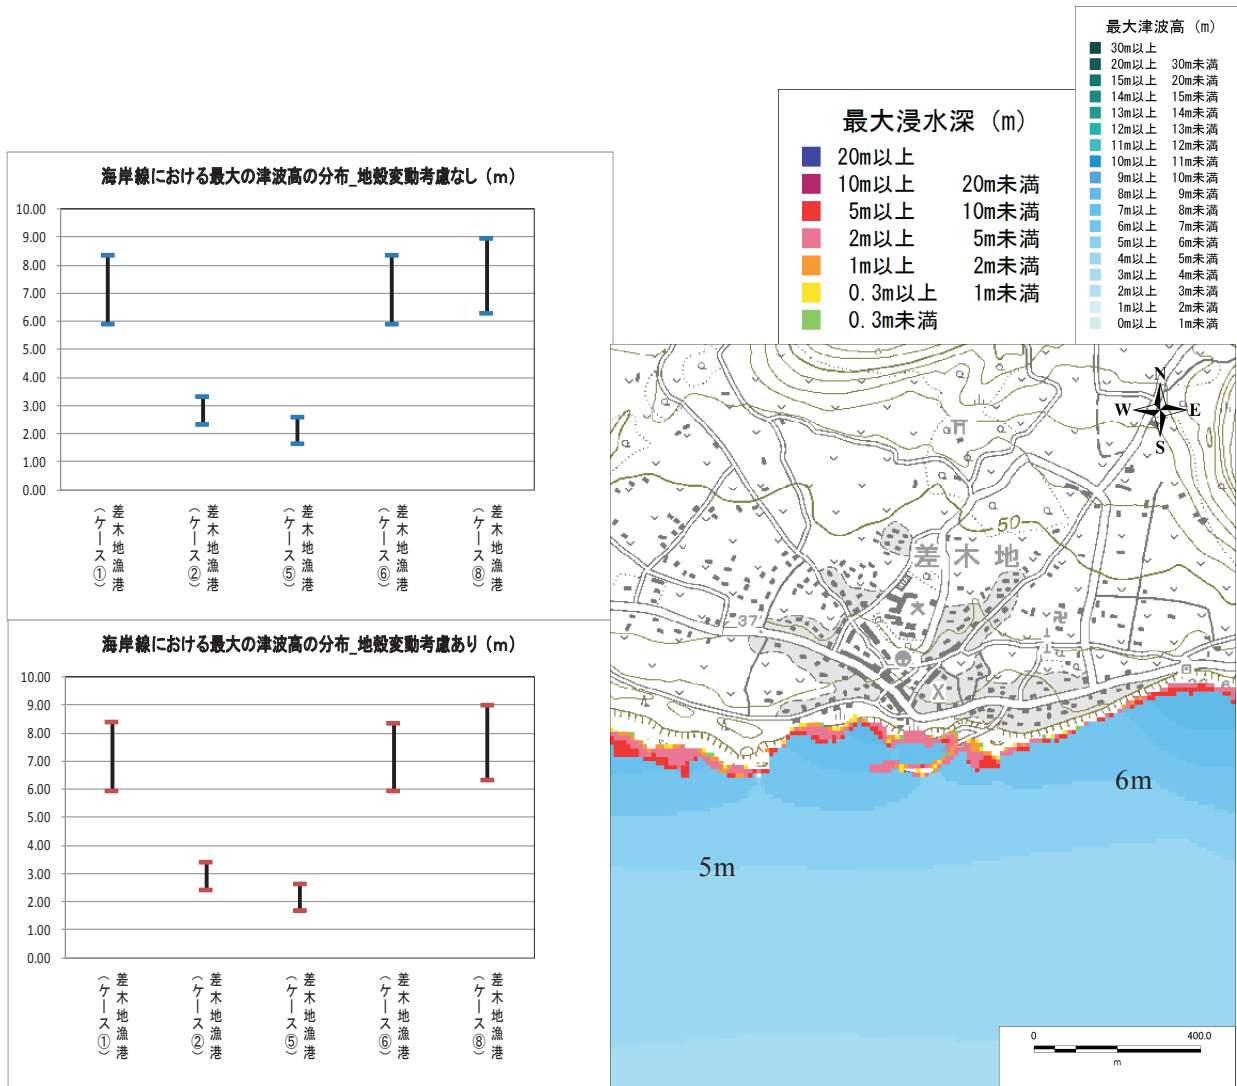 最大津波高 (m)
30m以上
20m以上 30m未満
15m以上 20m未満
14m以上 15m未満
13m以上 14m未満
12m以上 13m未満
11m以上 12m未満
10m以上 11m未満
9m以上 10m未満
8m以上 9m未満
7m以上 8m未満
6m以上 7m未満
5m以上 6m未満
4m以上 5m未満
3m以上 4m未満
2m以上 3m未満
1m以上 2m未満
0m以上 1m未満
最大浸水深 (m)
20m以上
10m以上 20m未満
5m以上 10m未満
2m以上 5m未満
1m以上 2m未満
0.3m以上 1m未満
0.3m未満
海岸線における最大の津波高の分布_地殻変動考慮なし (m)
10.00
9.00
8.00
7.00
6.00
5.00
4.00
3.00
2.00
1.00
0.00
差木地漁港
(ケース①)
差木地漁港
(ケース②)
差木地漁港
(ケース⑤)
差木地漁港
(ケース⑥)
差木地漁港
(ケース⑧)
海岸線における最大の津波高の分布_地殻変動考慮あり (m)
10.00
9.00
8.00
7.00
6.00
5.00
4.00
3.00
2.00
1.00
0.00
差木地漁港
(ケース①)
差木地漁港
(ケース②)
差木地漁港
(ケース⑤)
差木地漁港
(ケース⑥)
差木地漁港
(ケース⑧)
N
W E
S
50
差木地
37
6m
5m
0 400.0
m